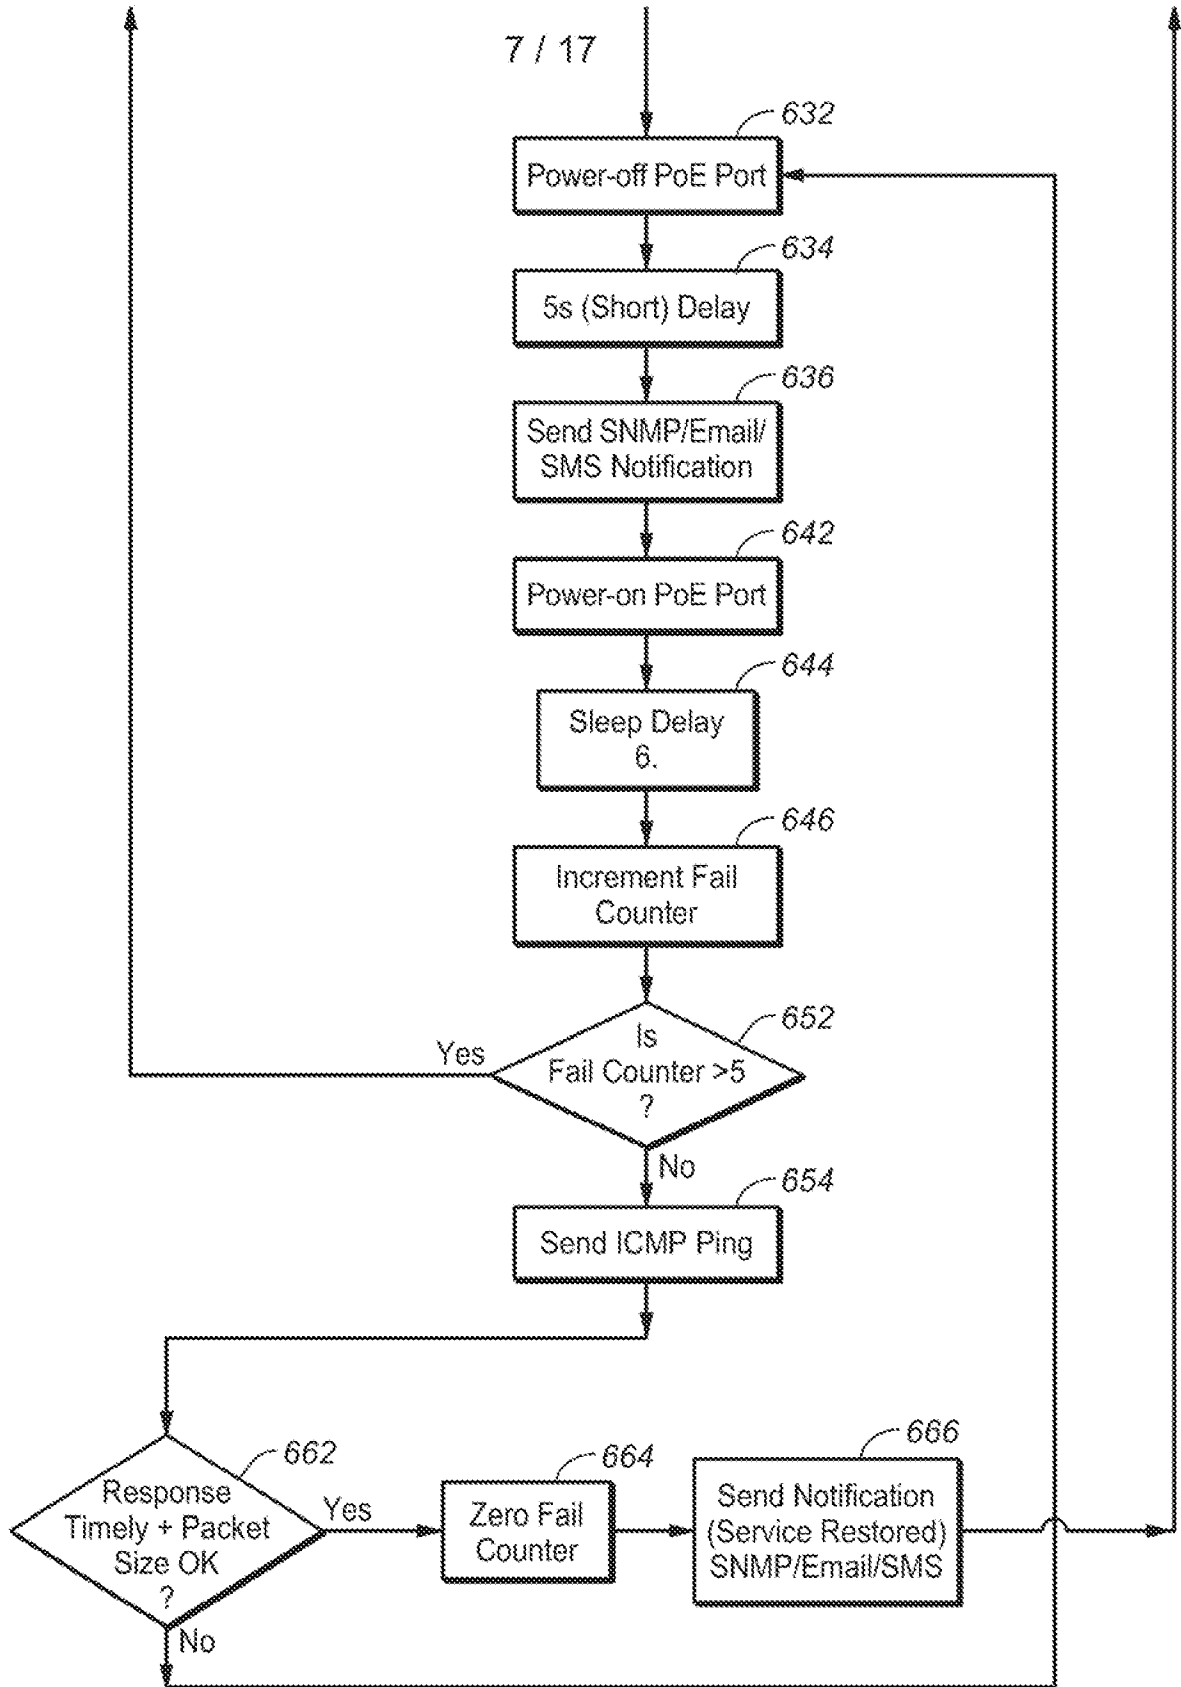 7 / 17
632
Power-off PoE Port
634
5s (Short) Delay
636
Send SNMP/Email/
SMS Notification
642
Power-on PoE Port
644
Sleep Delay
6.
646
Increment Fail
Counter
652
Is
Fail Counter >5
?
Yes
No
654
Send ICMP Ping
662
Response
Timely + Packet
Size OK
?
Yes
No
664
Zero Fail
Counter
666
Send Notification
(Service Restored)
SNMP/Email/SMS